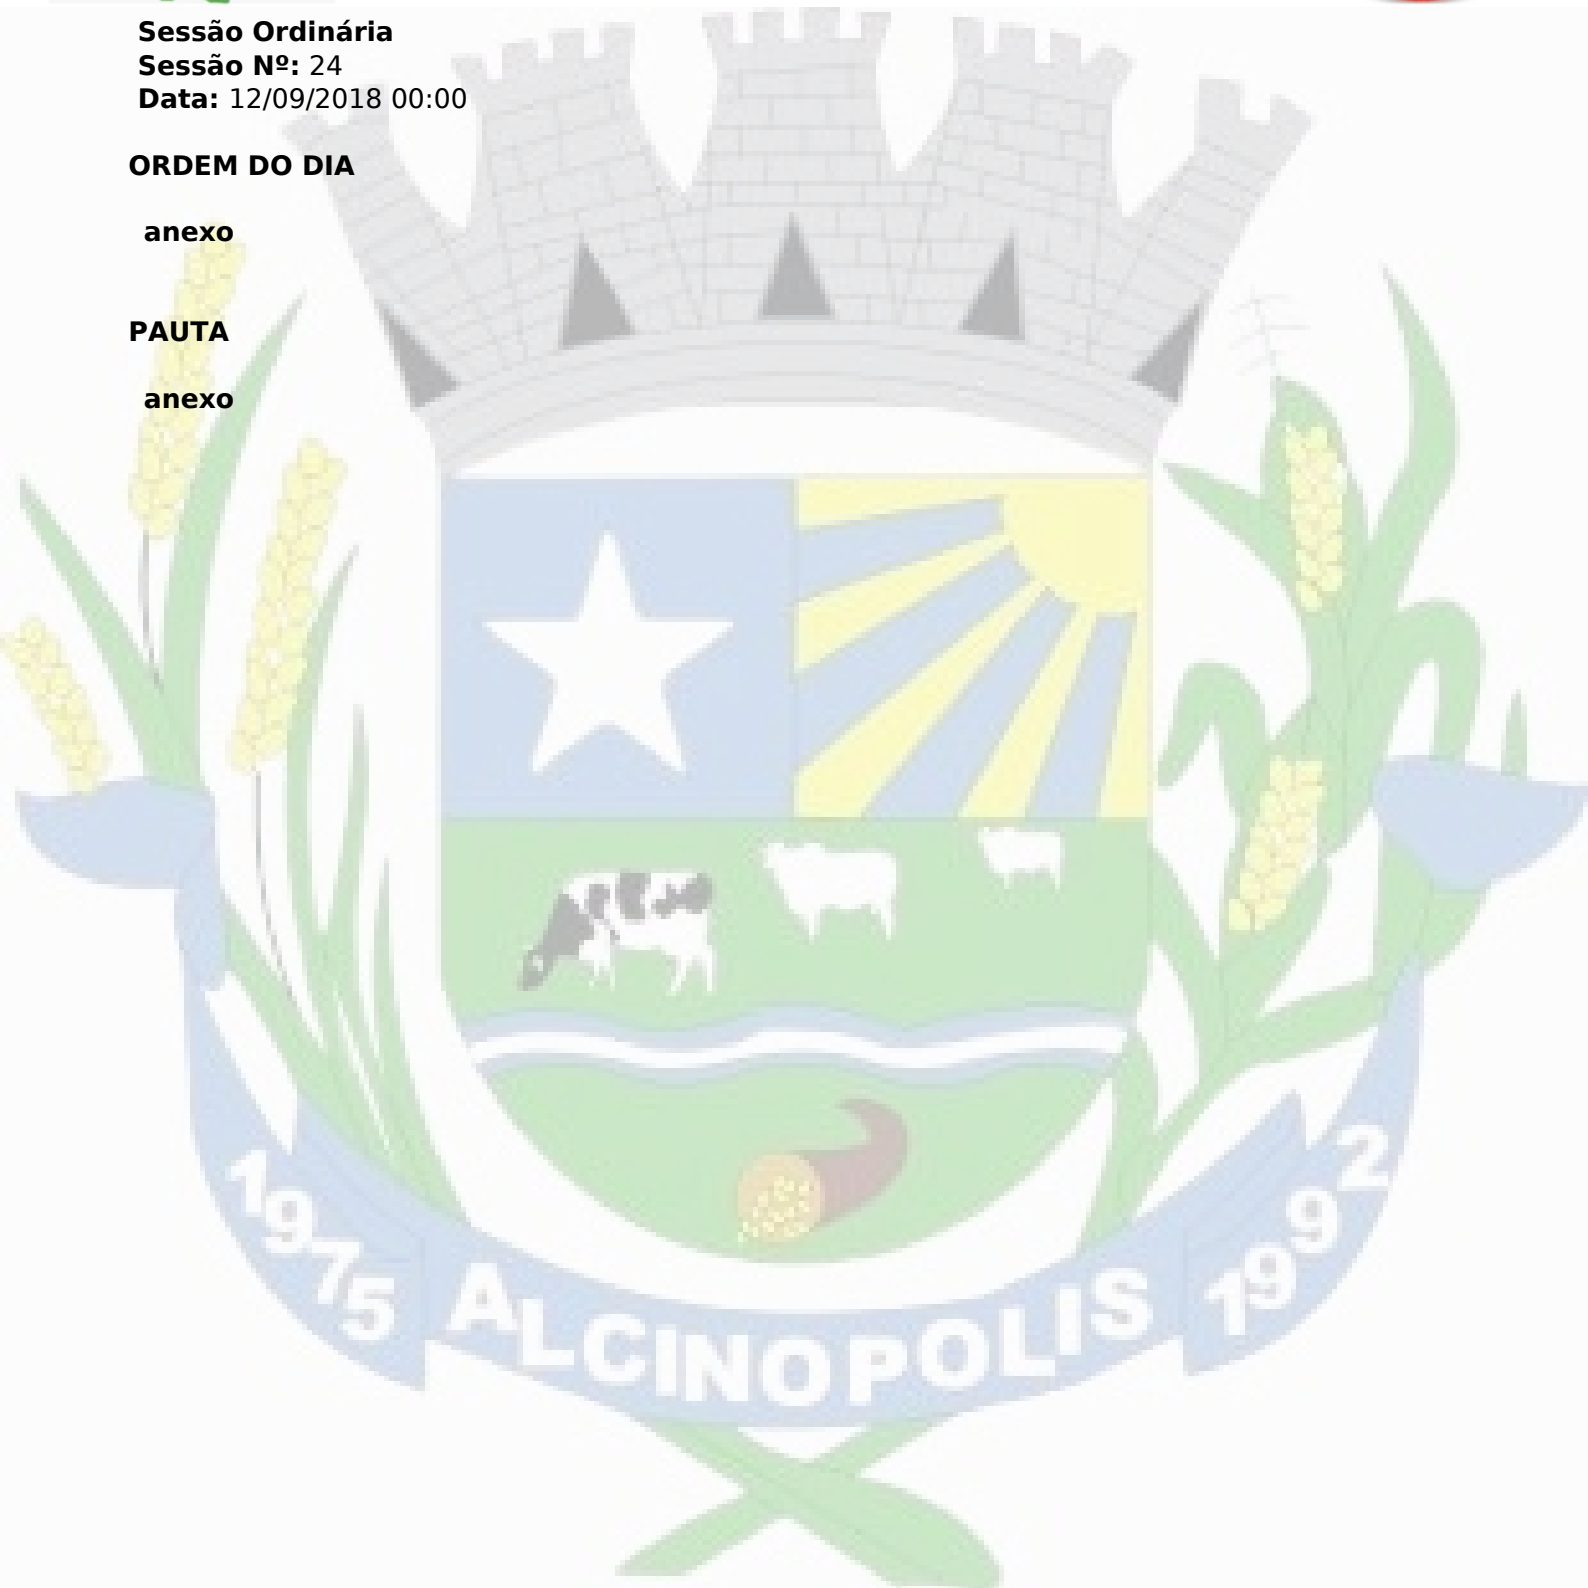 Sessão Ordinária
Sessão Nº: 24
Data: 12/09/2018 00:00
ORDEM DO DIA
anexo
PAUTA
anexo
1975 ALCINOPOLIS 1992